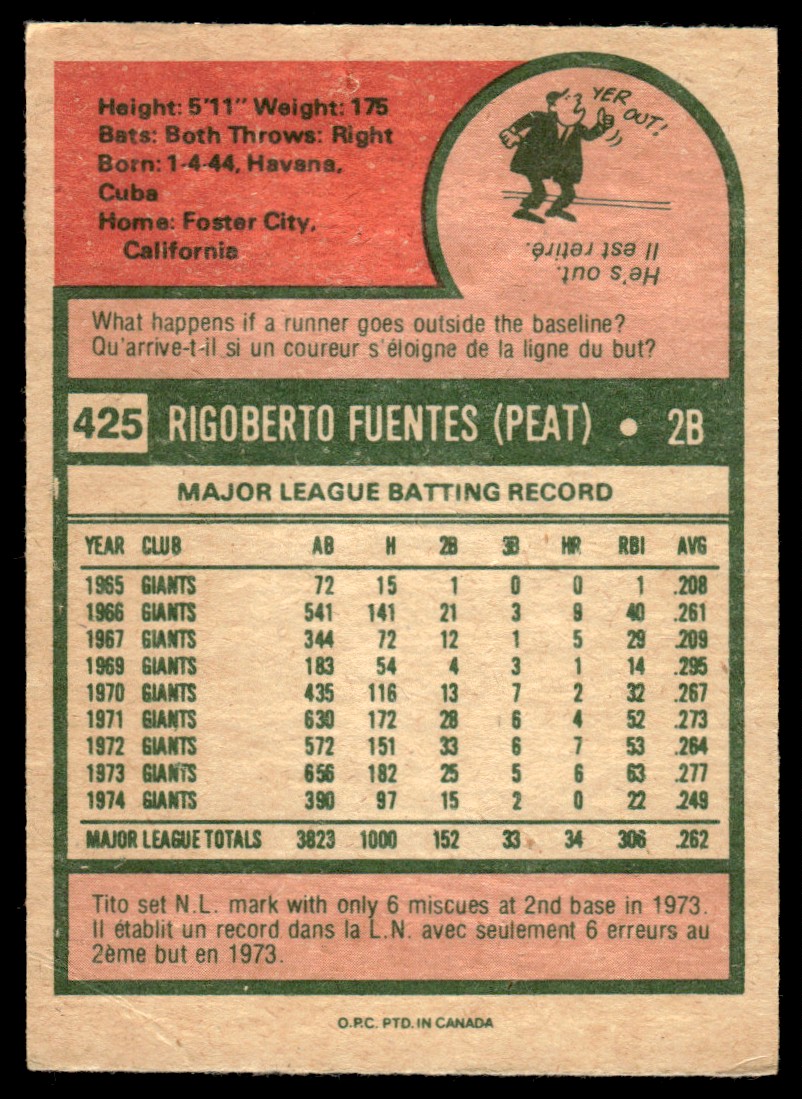 Height: 5'11" Weight: 175
Bats: Both Throws: Right
Born: 1-4-44, Havana,
Cuba
Home: Foster City,
California
YER
OUT!
He's out.
Il est retiré.
What happens if a runner goes outside the baseline?
Qu'arrive-t-il si un coureur s'éloigne de la ligne du but?
425 RIGOBERTO FUENTES (PEAT) • 2B
MAJOR LEAGUE BATTING RECORD
YEAR CLUB AB H 2B 3B HR RBI AVG
1965 GIANTS 72 15 1 0 0 1 .208
1966 GIANTS 541 141 21 3 9 40 .261
1967 GIANTS 344 72 12 1 5 29 .209
1969 GIANTS 183 54 4 3 1 14 .295
1970 GIANTS 435 116 13 7 2 32 .267
1971 GIANTS 630 172 28 6 4 52 .273
1972 GIANTS 572 151 33 6 7 53 .264
1973 GIANTS 656 182 25 5 6 63 .277
1974 GIANTS 390 97 15 2 0 22 .249
MAJOR LEAGUE TOTALS 3823 1000 152 33 34 306 .262
Tito set N.L. mark with only 6 miscues at 2nd base in 1973.
Il établit un record dans la L.N. avec seulement 6 erreurs au
2ème but en 1973.
O.P.C. PTD. IN CANADA